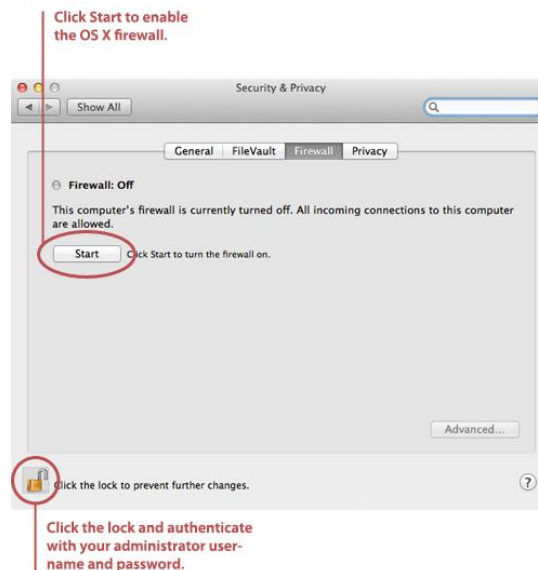 Click Start to enable
the OS X firewall.
Security & Privacy
Show All
General FileVault Firewall Privacy
Firewall: Off
This computer's firewall is currently turned off. All incoming connections to this computer
are allowed.
Start Click Start to turn the firewall on.
Advanced...
Click the lock to prevent further changes.
?
Click the lock and authenticate
with your administrator user-
name and password.